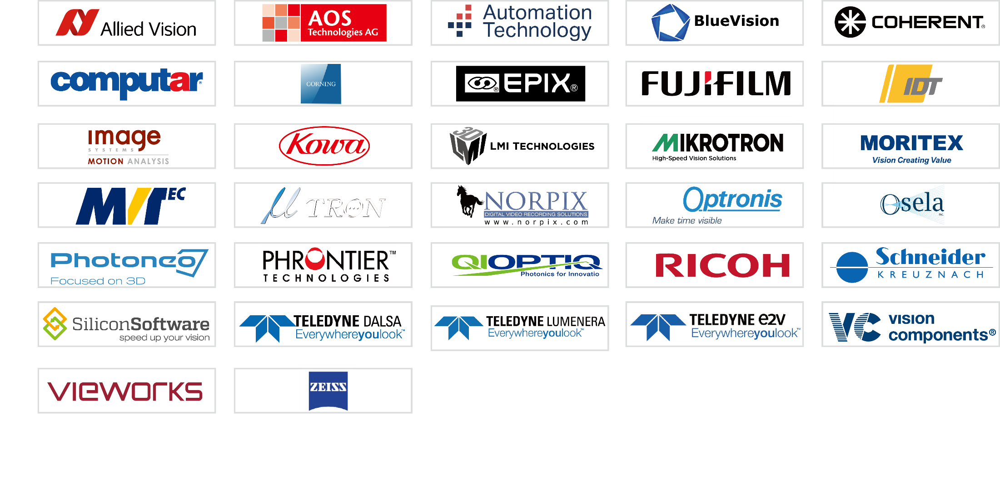 Allied Vision
AOS
Technologies AG
Automation
Technology
BlueVision
COHERENT®
computar®
CORNING
® EPIX®
FUJIFILM
IDT
image
SYSTEMS
MOTION ANALYSIS
Kowa
3D
LMI
LMI TECHNOLOGIES
MIKROTRON
High-Speed Vision Solutions
MORITEX
Vision Creating Value
MVTEC
μ TRON
NORPIX
DIGITAL VIDEO RECORDING SOLUTIONS
www.norpix.com
Optronis
Make time visible
Osela
Inc.
Photoneo
Focused on 3D
PHRONTIER™
TECHNOLOGIES
QIOPTIQ
Photonics for Innovatio
RICOH
Schneider
KREUZNACH
SiliconSoftware
speed up your vision
TELEDYNE DALSA
Everywhereyoulook™
TELEDYNE LUMENERA
Everywhereyoulook™
TELEDYNE e2v
Everywhereyoulook™
VC vision
components®
vieworks
ZEISS